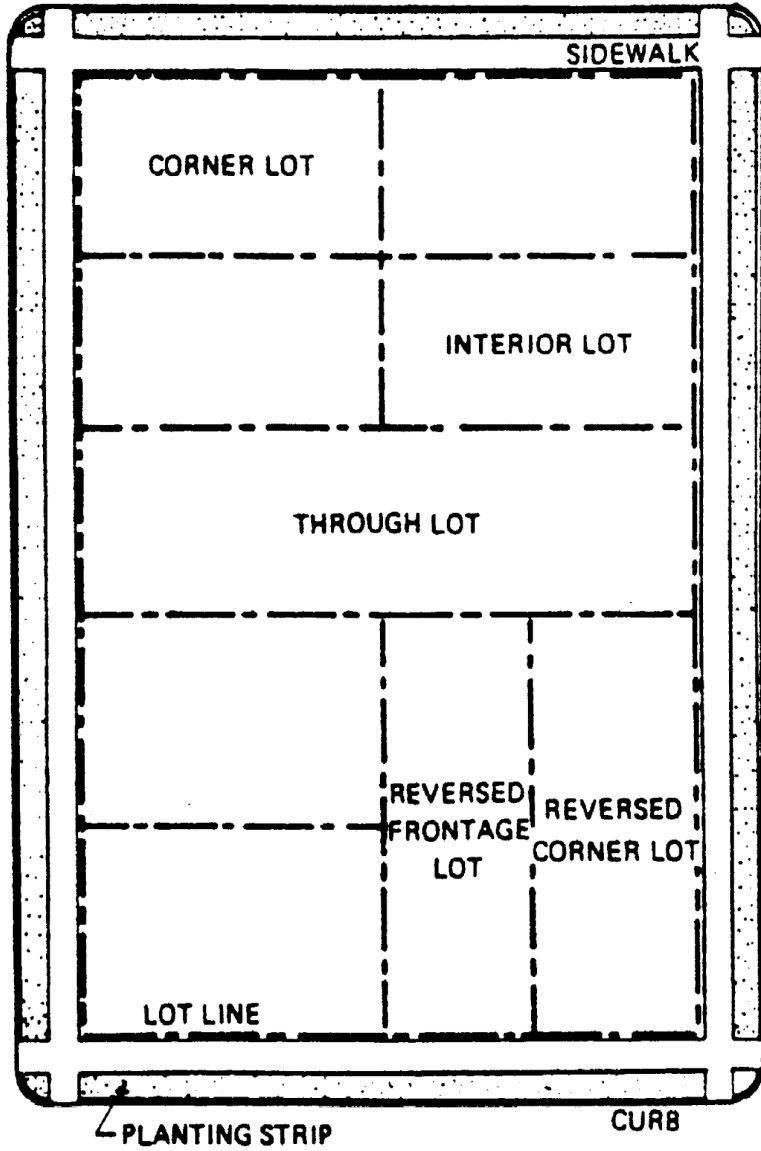 SIDEWALK
CORNER LOT
INTERIOR LOT
THROUGH LOT
REVERSED
FRONTAGE
LOT
REVERSED
CORNER LOT
LOT LINE
PLANTING STRIP
CURB